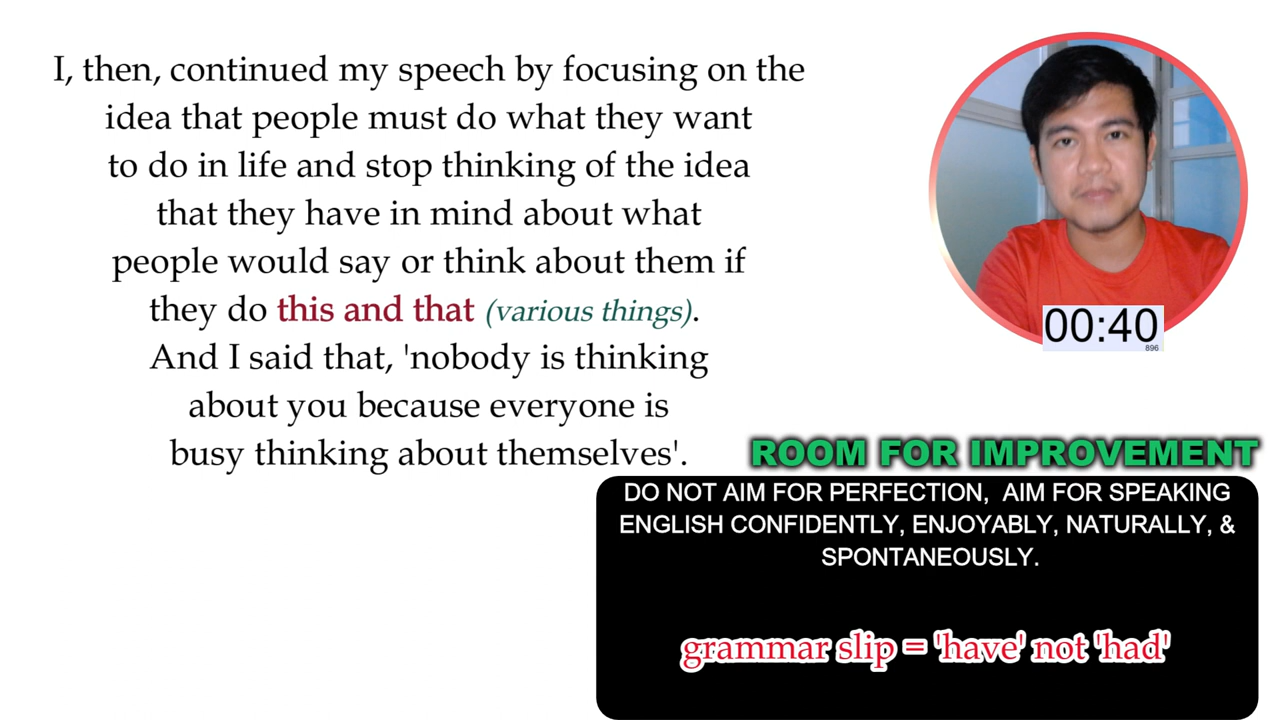 I, then, continued my speech by focusing on the
idea that people must do what they want
to do in life and stop thinking of the idea
that they have in mind about what
people would say or think about them if
they do this and that (various things).
And I said that, 'nobody is thinking
about you because everyone is
busy thinking about themselves'.
00:40
896
ROOM FOR IMPROVEMENT
DO NOT AIM FOR PERFECTION, AIM FOR SPEAKING
ENGLISH CONFIDENTLY, ENJOYABLY, NATURALLY, &
SPONTANEOUSLY.
grammar slip = 'have' not 'had'